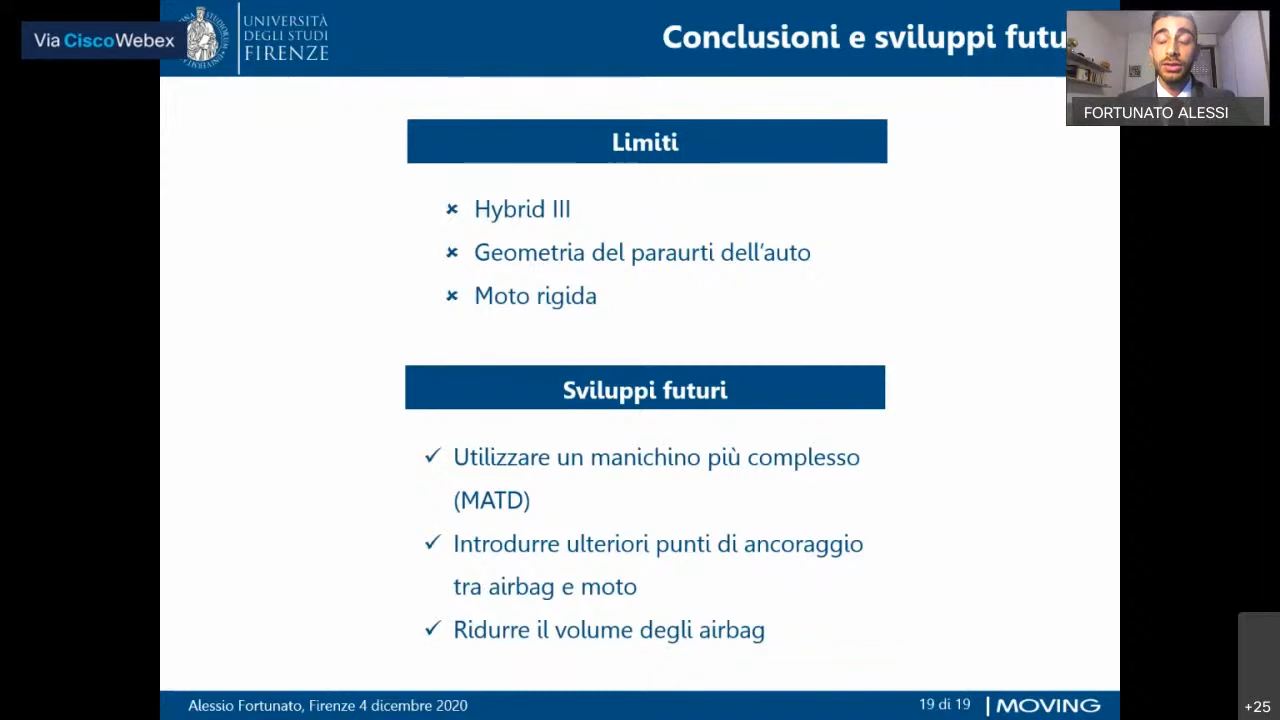 Via Cisco Webex
UNIVERSITÀ
DEGLI STUDI
FIRENZE
Conclusioni e sviluppi futu
FORTUNATO ALESSI
Limiti
× Hybrid III
× Geometria del paraurti dell'auto
× Moto rigida
Sviluppi futuri
✓ Utilizzare un manichino più complesso
(MATD)
✓ Introdurre ulteriori punti di ancoraggio
tra airbag e moto
✓ Ridurre il volume degli airbag
Alessio Fortunato, Firenze 4 dicembre 2020
19 di 19
MOVING
+25